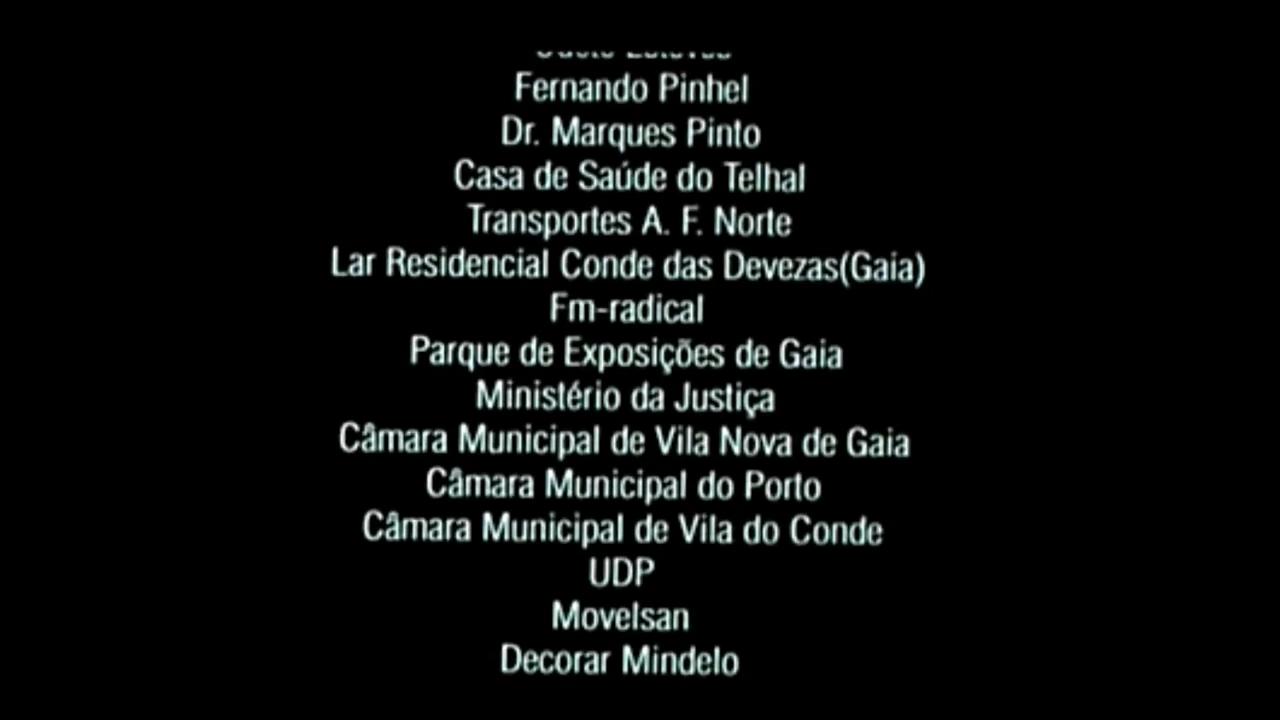 Fernando Pinhel
Dr. Marques Pinto
Casa de Saúde do Telhal
Transportes A. F. Norte
Lar Residencial Conde das Devezas(Gaia)
Fm-radical
Parque de Exposições de Gaia
Ministério da Justiça
Câmara Municipal de Vila Nova de Gaia
Câmara Municipal do Porto
Câmara Municipal de Vila do Conde
UDP
Movelsan
Decorar Mindelo